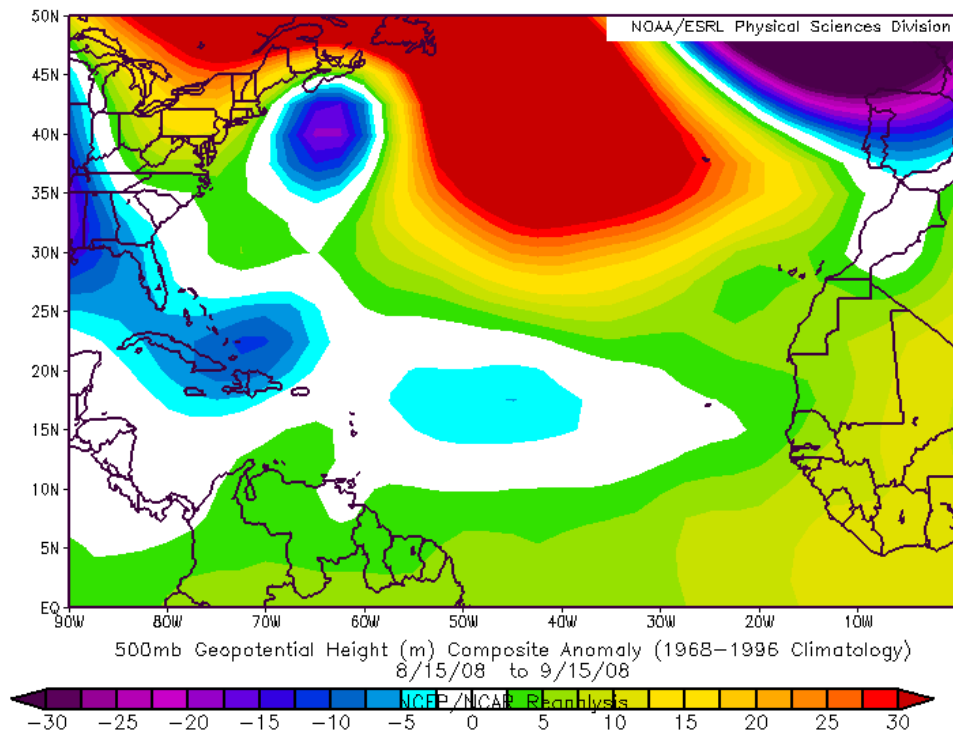 50N
NOAA/ESRL Physical Sciences Division
45N
40N
35N
30N
25N
20N
15N
10N
5N
EQ
90W 80W 70W 60W 50W 40W 30W 20W 10W
500mb Geopotential Height (m) Composite Anomaly (1968-1996 Climatology)
8/15/08 to 9/15/08
NCEP/NCAR Reanalysis
-30 -25 -20 -15 -10 -5 0 5 10 15 20 25 30